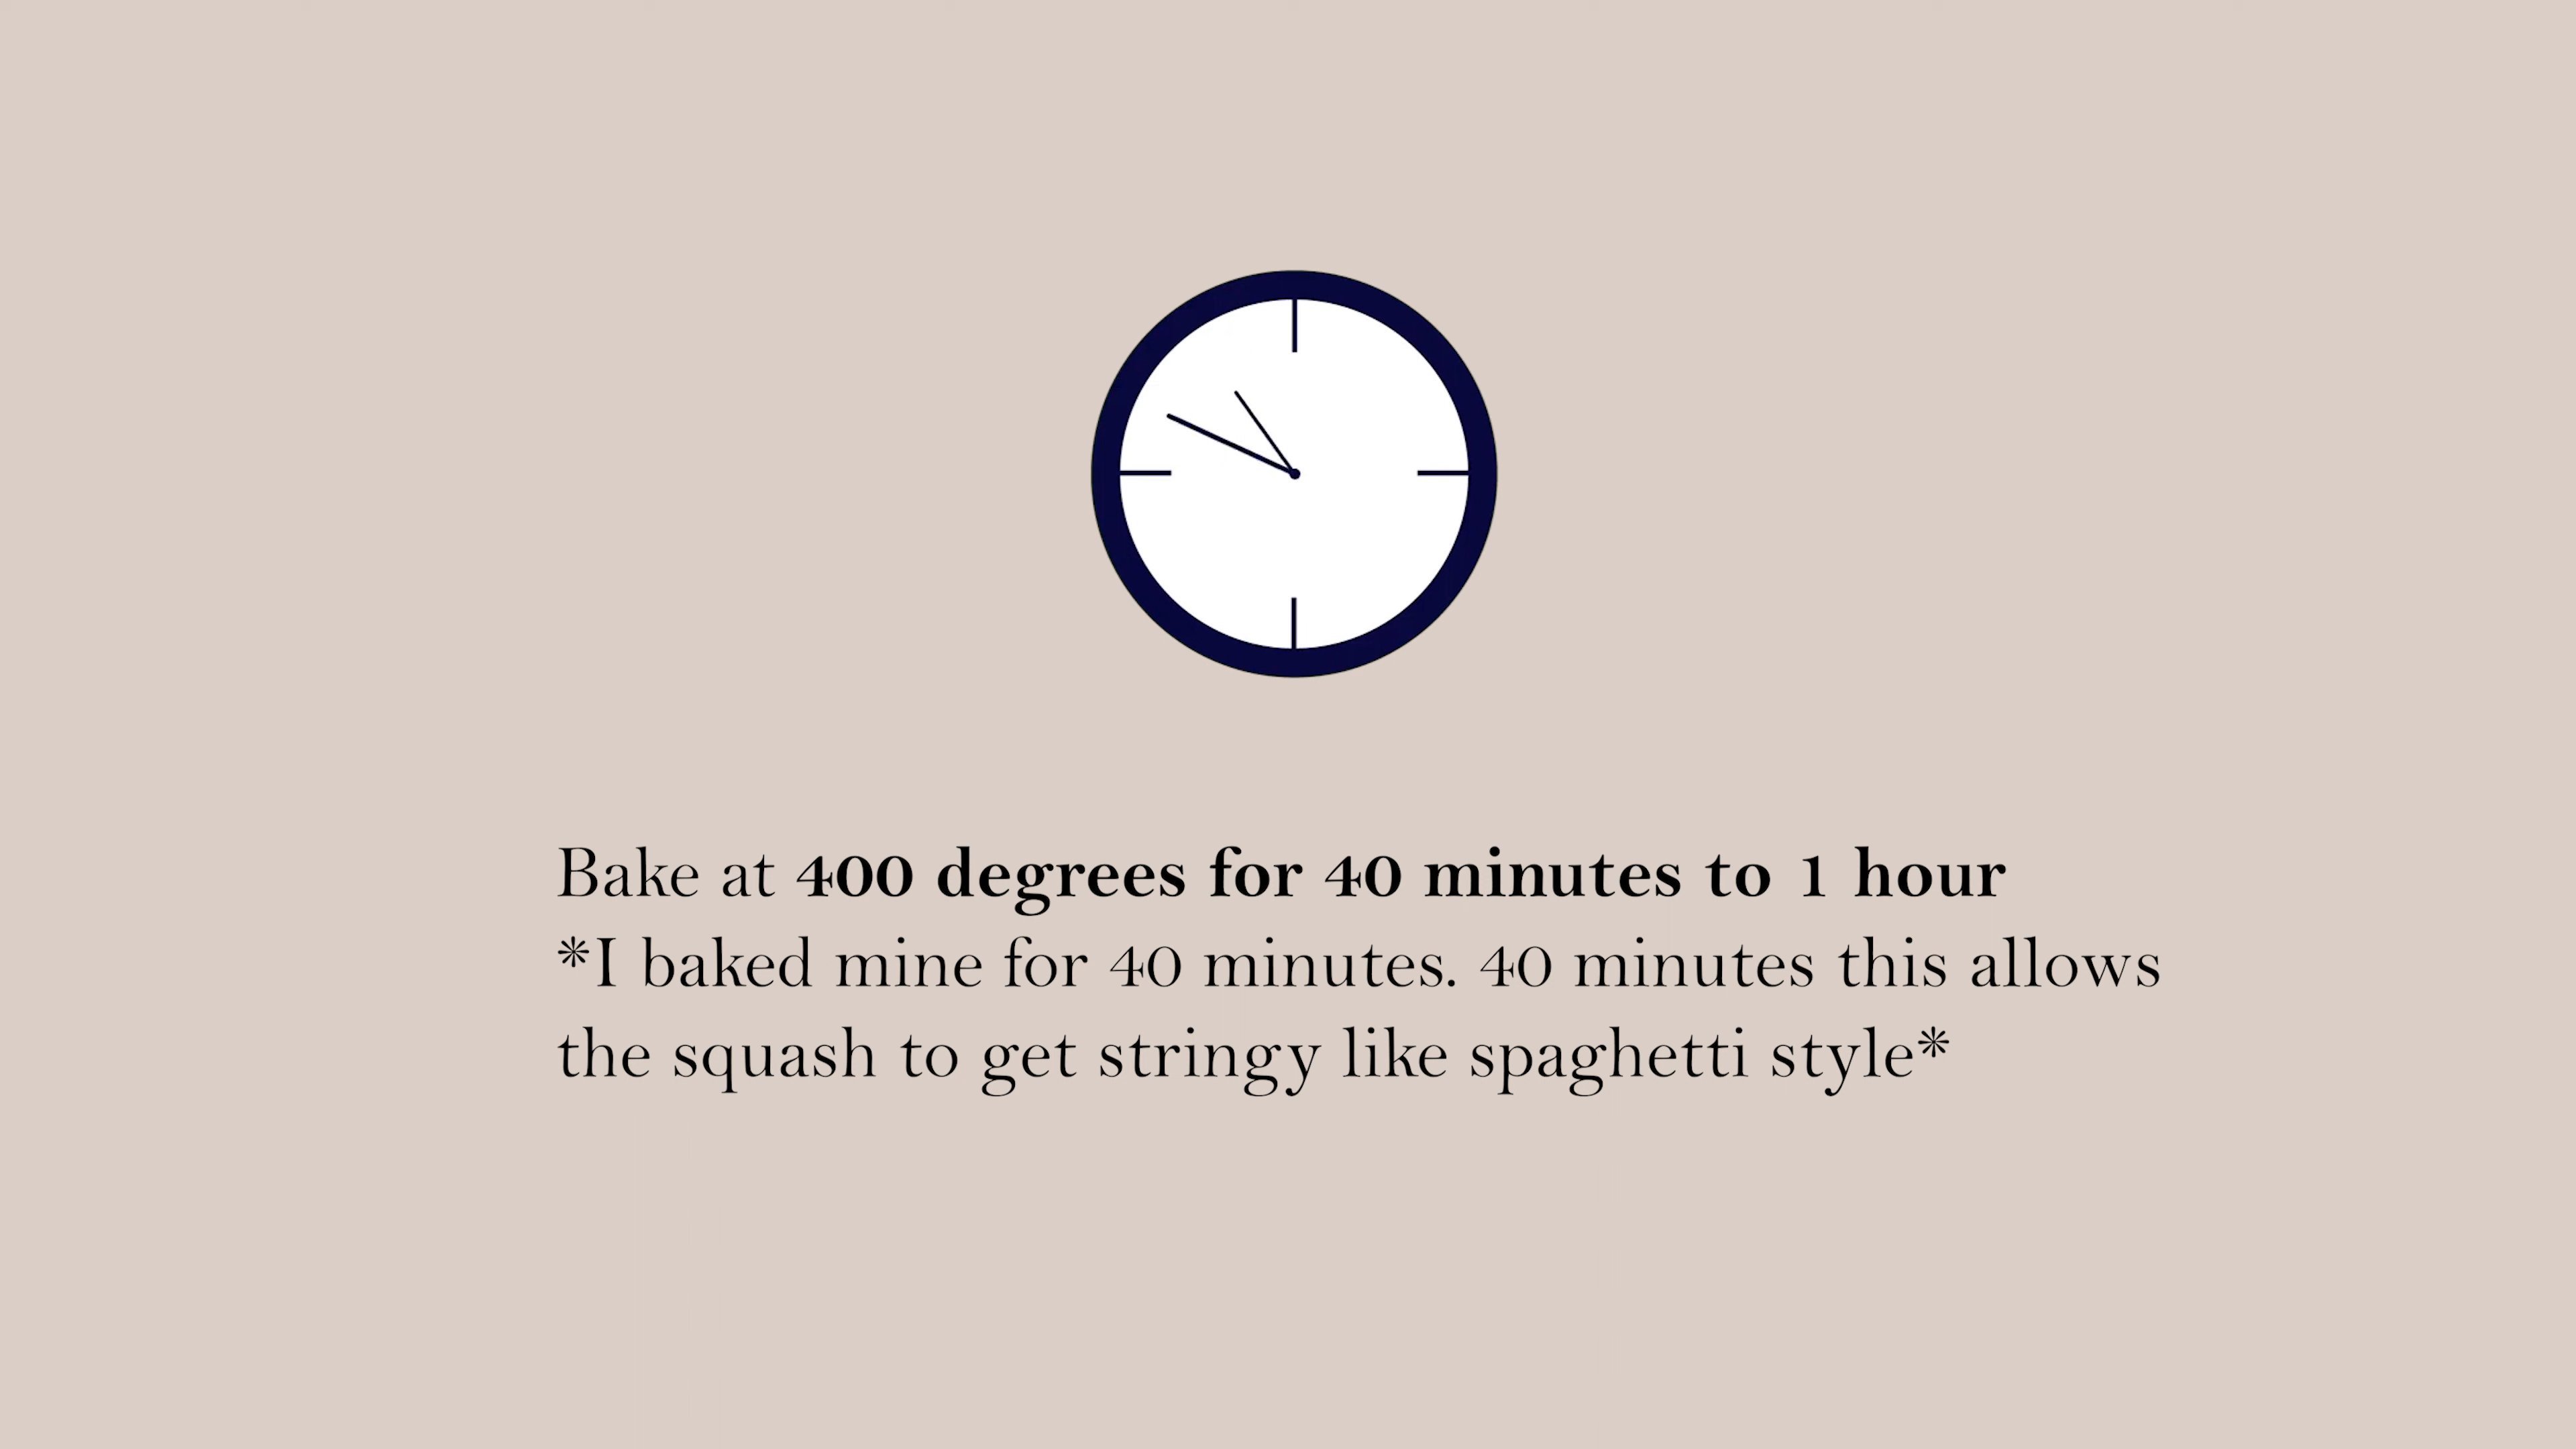 Bake at 400 degrees for 40 minutes to 1 hour
*I baked mine for 40 minutes. 40 minutes this allows
the squash to get stringy like spaghetti style*